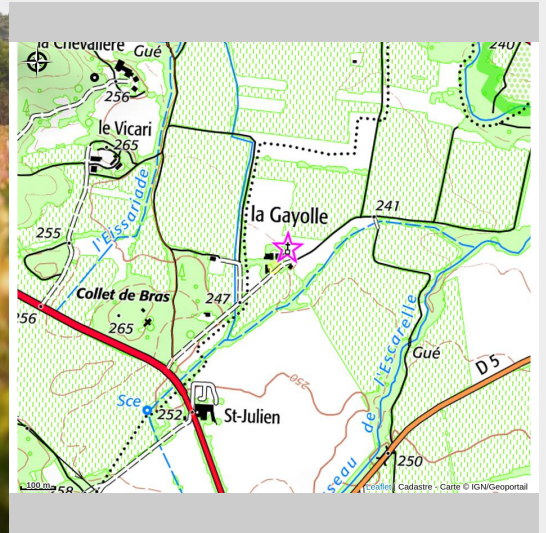 la Chevalière
Gué
240
256
le Vicari
265
l'Eissariade
255
la Gayolle
241
Collet de Bras
247
256
265
250
l'Escarelle
de
Gué
D 5
Sce
252
St-Julien
250
258
100 m
Leaflet | Cadastre - Carte © IGN/Geoportail